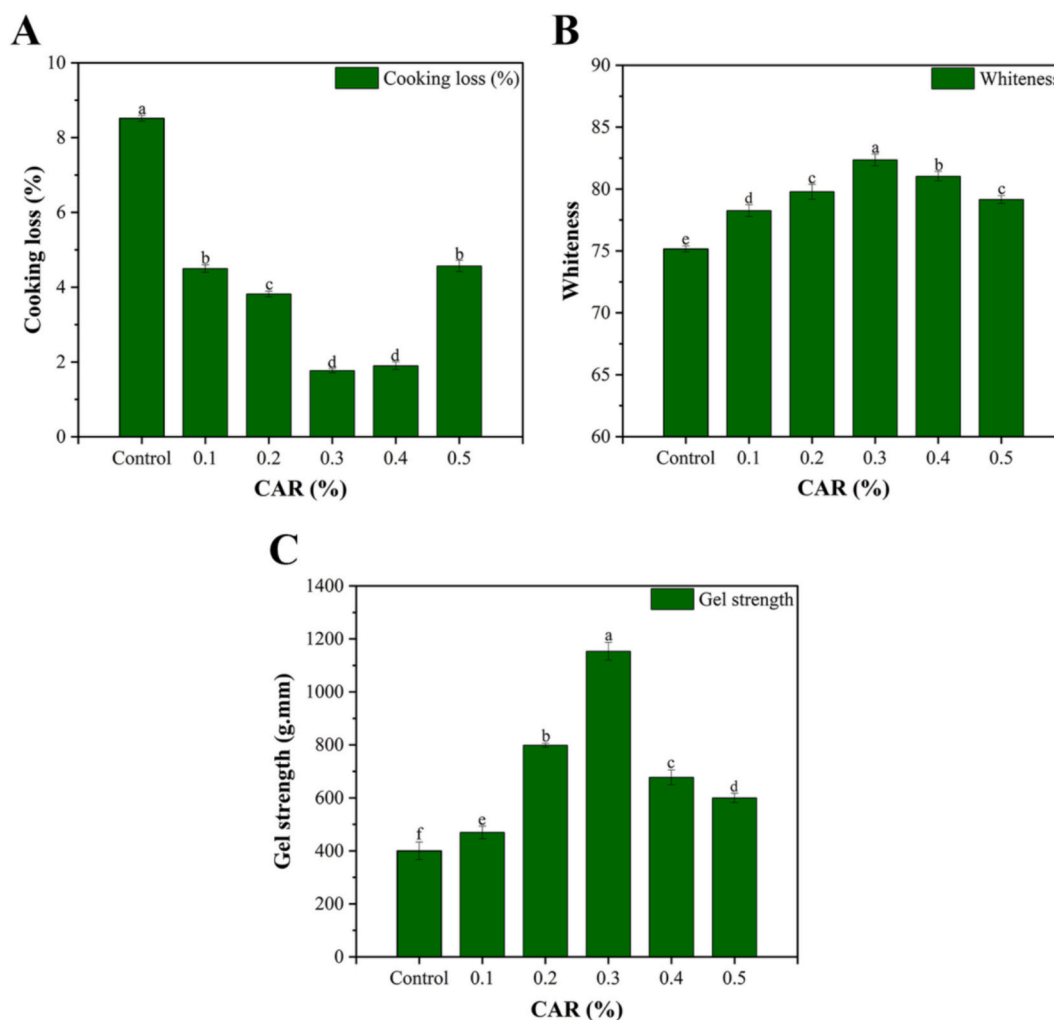 A
10
8
6
4
2
0
Cooking loss (%)
Cooking loss (%)
a
b
c
d
d
b
Control 0.1 0.2 0.3 0.4 0.5
CAR (%)
B
90
85
80
75
70
65
60
Whiteness
Whiteness
e
d
c
a
b
c
Control 0.1 0.2 0.3 0.4 0.5
CAR (%)
C
1400
1200
1000
800
600
400
200
0
Gel strength (g.mm)
Gel strength
f
e
b
a
c
d
Control 0.1 0.2 0.3 0.4 0.5
CAR (%)